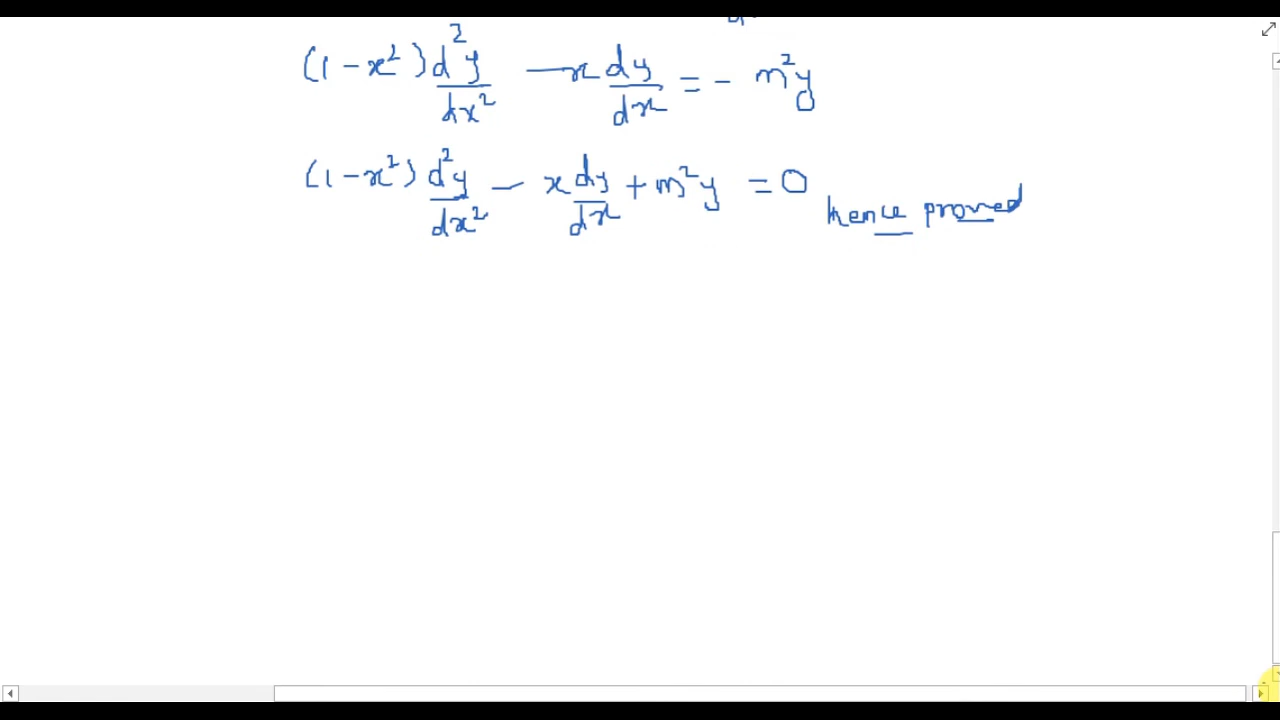 (1 - x²) d²y/dx² - x dy/dx = - m²y
(1 - x²) d²y/dx² - x dy/dx + m²y = 0
hence proved